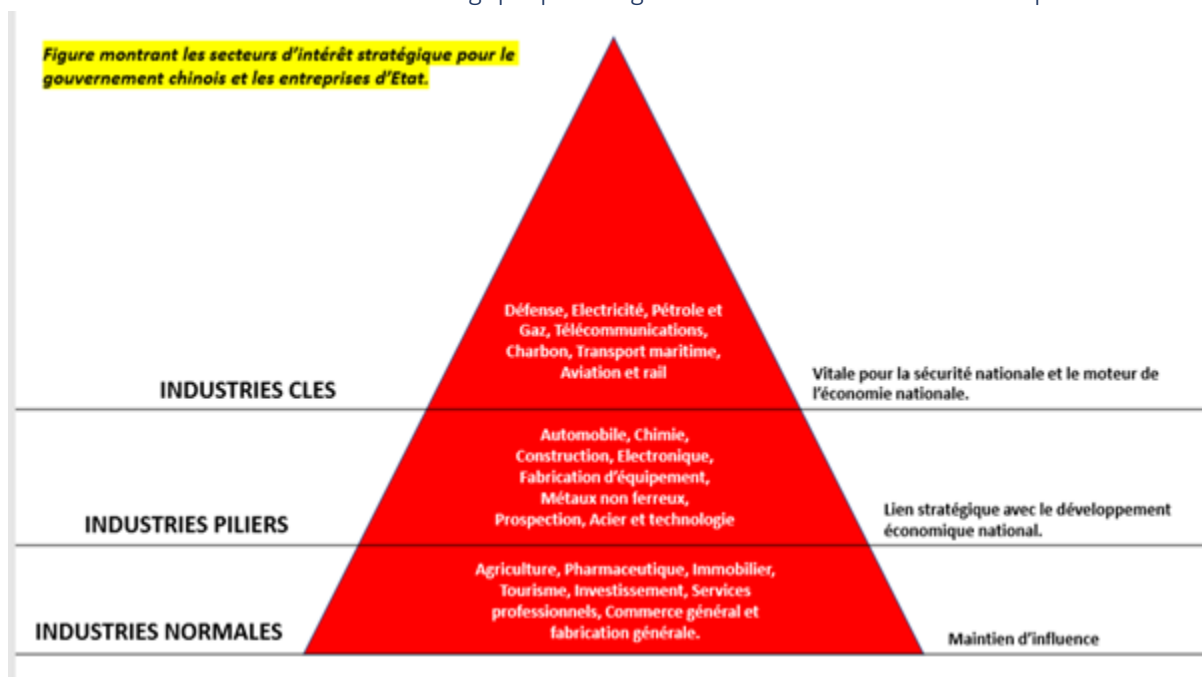 Figure montrant les secteurs d'intérêt stratégique pour le
gouvernement chinois et les entreprises d'Etat.
Défense, Electricité, Pétrole et
Gaz, Télécommunications,
Charbon, Transport maritime,
Aviation et rail
INDUSTRIES CLES
Vitale pour la sécurité nationale et le moteur de
l'économie nationale.
Automobile, Chimie,
Construction, Electronique,
Fabrication d'équipement,
Métaux non ferreux,
Prospection, Acier et technologie
INDUSTRIES PILIERS
Lien stratégique avec le développement
économique national.
Agriculture, Pharmaceutique, Immobilier,
Tourisme, Investissement, Services
professionnels, Commerce général et
fabrication générale.
INDUSTRIES NORMALES
Maintien d'influence